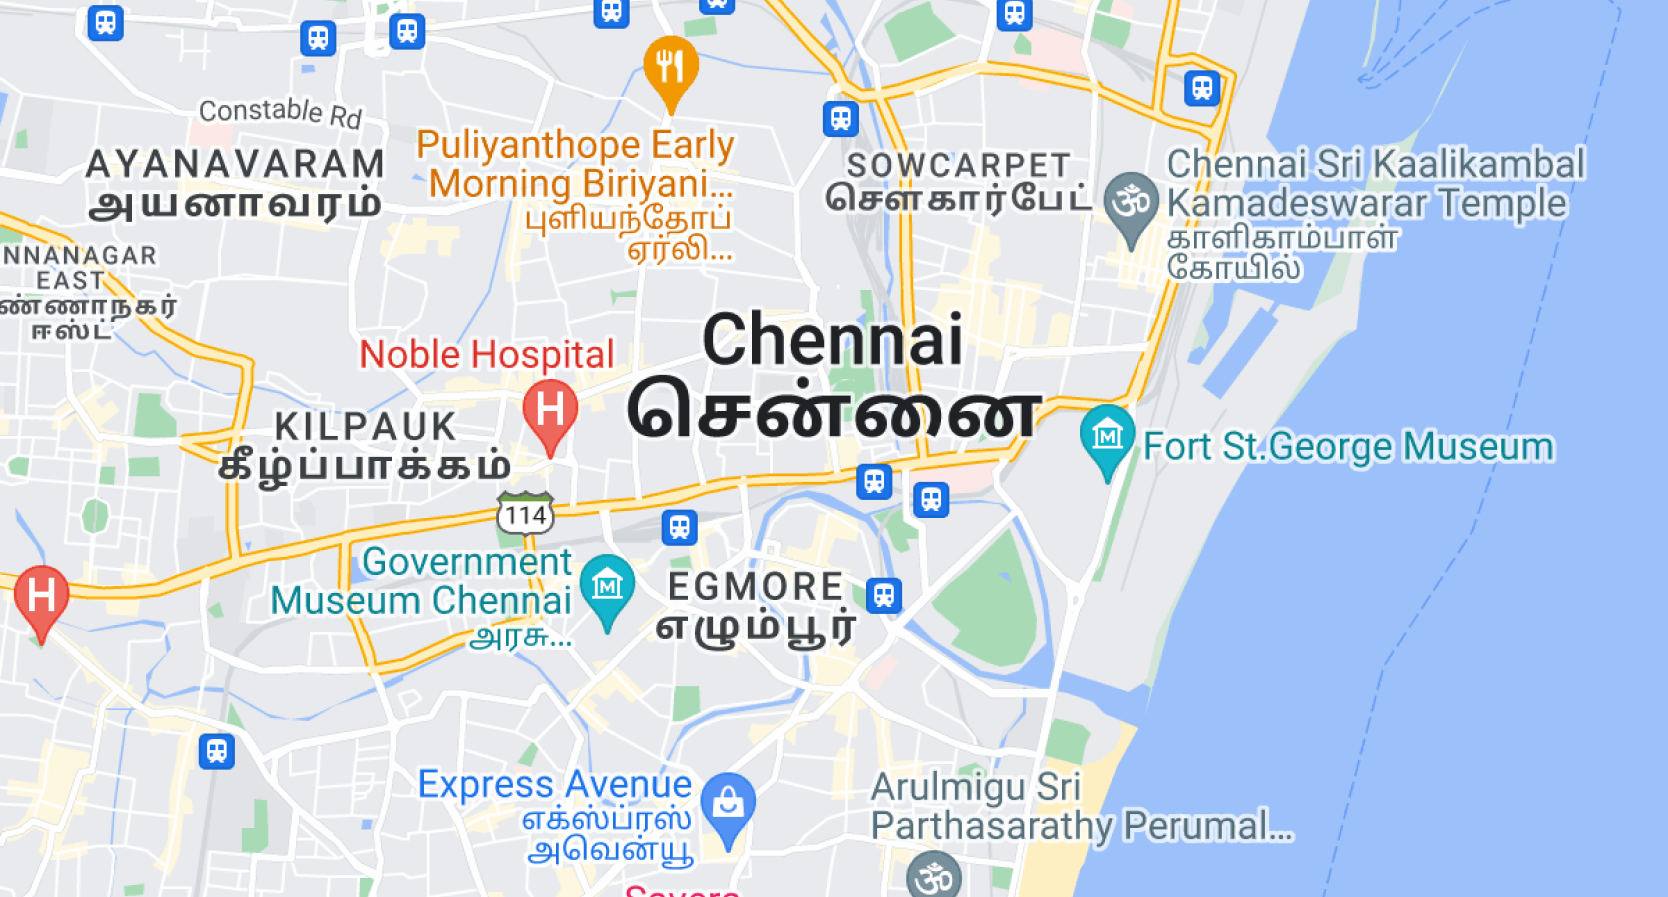 Constable Rd
AYANAVARAM
அயனாவரம்
Puliyanthope Early
Morning Biriyani...
புளியந்தோப்
ஏர்லி...
SOWCARPET
சௌகார்பேட்
Chennai Sri Kaalikambal
Kamadeswarar Temple
காளிகாம்பாள்
கோயில்
NNANAGAR
EAST
ண்ணாநகர்
ஈஸ்ட்
Noble Hospital
H
Chennai
சென்னை
KILPAUK
கீழ்ப்பாக்கம்
Fort St.George Museum
114
Government
Museum Chennai
அரசு...
EGMORE
எழும்பூர்
H
Express Avenue
எக்ஸ்ப்ரஸ்
அவென்யூ
Arulmigu Sri
Parthasarathy Perumal...